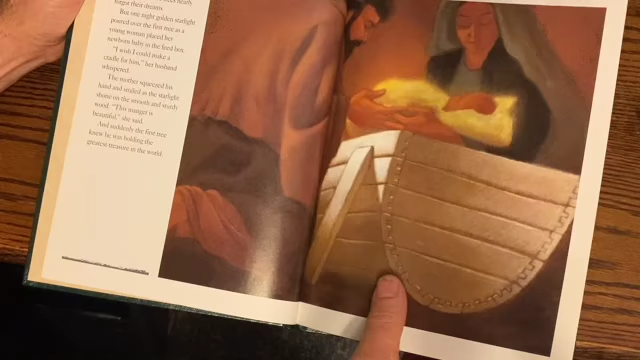 forgot their dreams.
But one night golden starlight
poured over the first tree as a
young woman placed her
newborn baby in the feed box.
"I wish I could make a
cradle for him," her husband
whispered.
The mother squeezed his
hand and smiled as the starlight
shone on the smooth and sturdy
wood. "This manger is
beautiful," she said.
And suddenly the first tree
knew he was holding the
greatest treasure in the world.